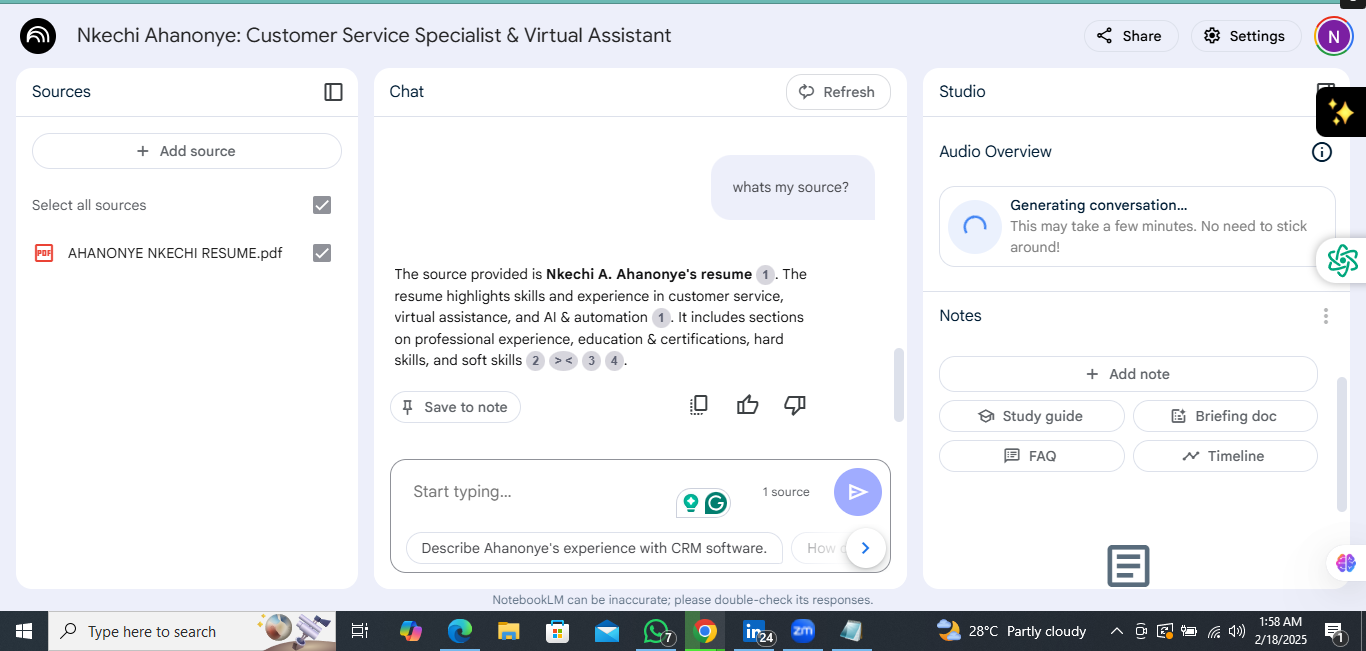 Nkechi Ahanonye: Customer Service Specialist & Virtual Assistant
Share
Settings
N
Sources
+ Add source
Select all sources
PDF
AHANONYE NKECHI RESUME.pdf
Chat
Refresh
whats my source?
The source provided is Nkechi A. Ahanonye's resume 1. The
resume highlights skills and experience in customer service,
virtual assistance, and AI & automation 1. It includes sections
on professional experience, education & certifications, hard
skills, and soft skills 2 >< 3 4.
Save to note
Start typing...
1 source
Describe Ahanonye's experience with CRM software.
How
NotebookLM can be inaccurate; please double-check its responses.
Studio
Audio Overview
Generating conversation...
This may take a few minutes. No need to stick
around!
Notes
+ Add note
Study guide
Briefing doc
FAQ
Timeline
Type here to search
7
in
24
zm
28°C Partly cloudy
1:58 AM
2/18/2025
1